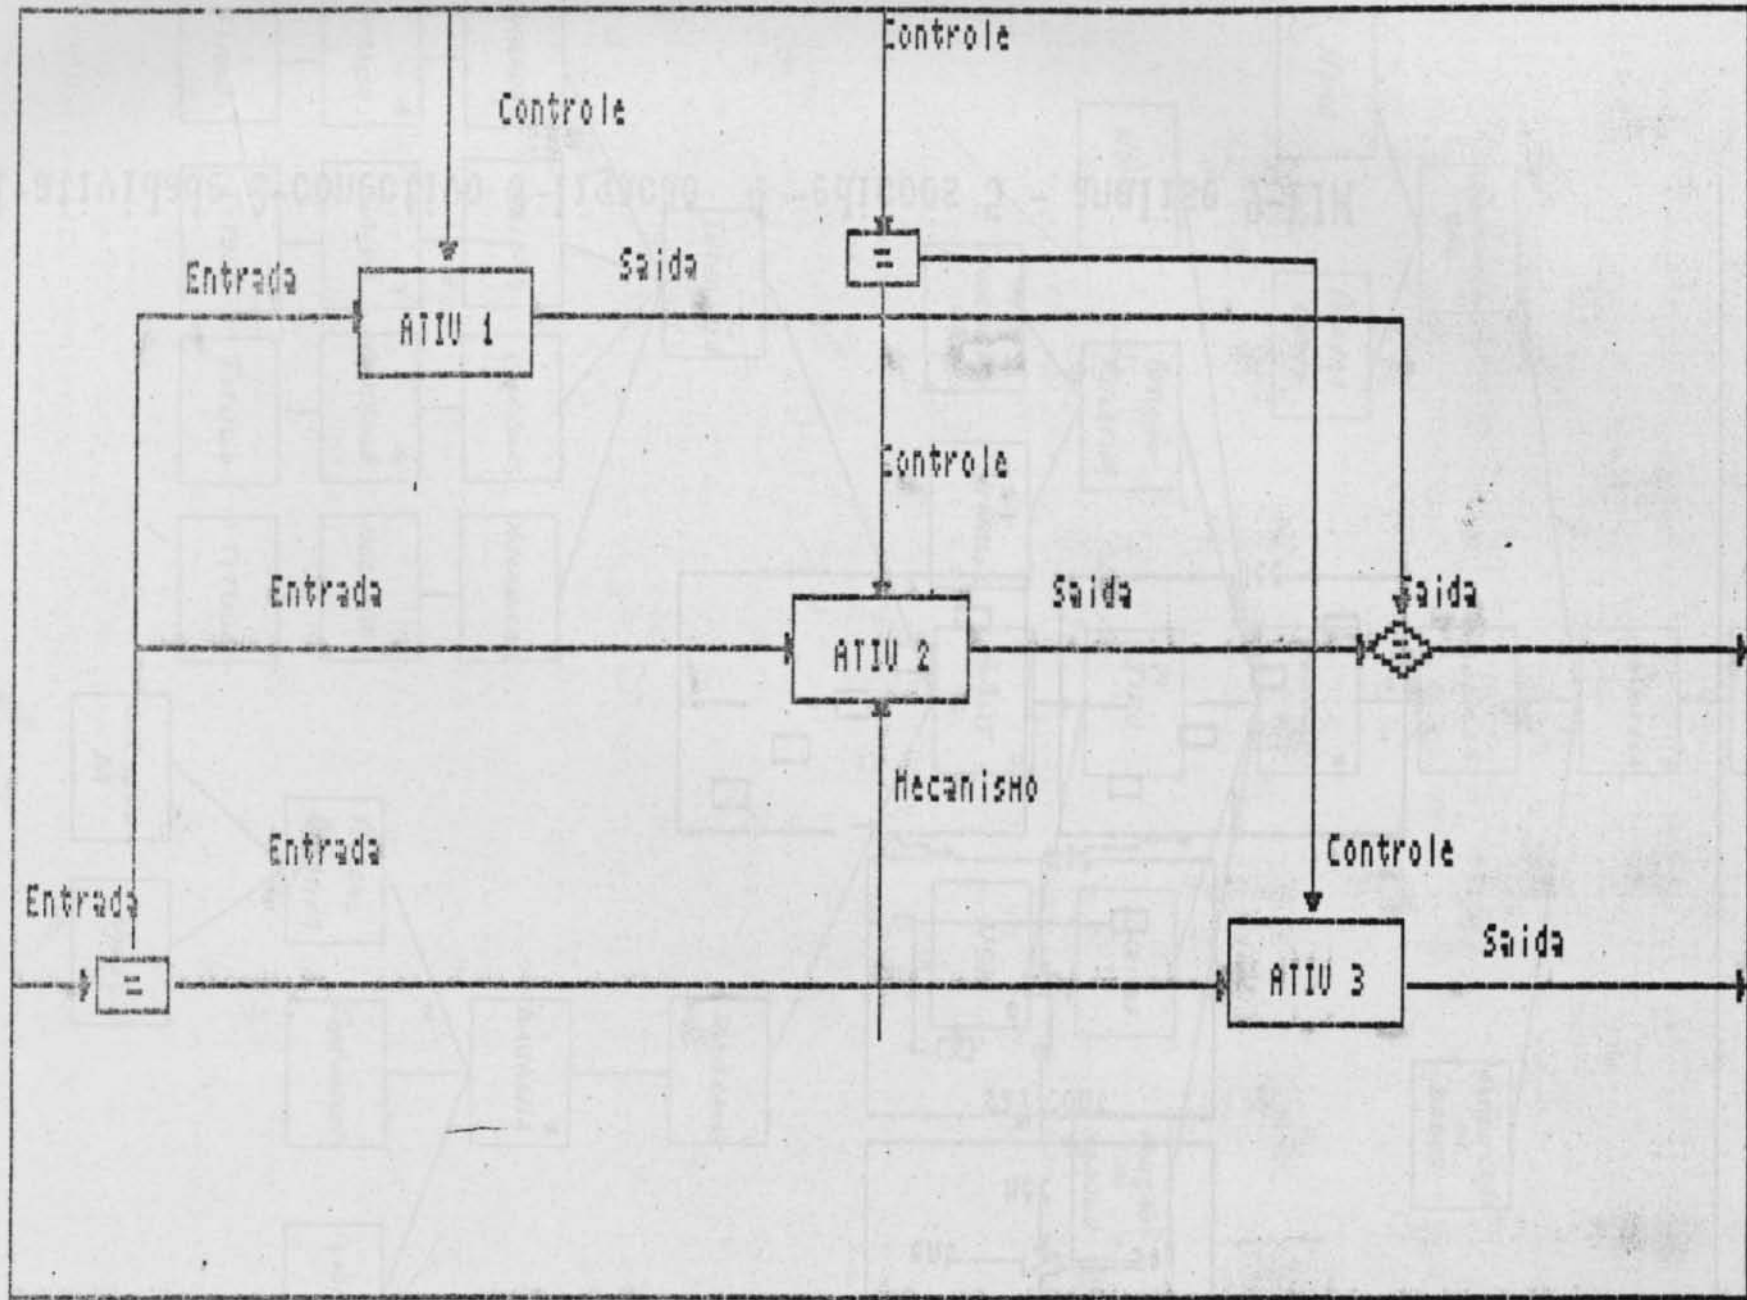 Controle
Controle
Entrada
Saida
=
ATIV 1
Controle
Entrada
Saida
Saida
ATIV 2
=
Mecanismo
Entrada
Controle
Entrada
Saida
=
ATIV 3